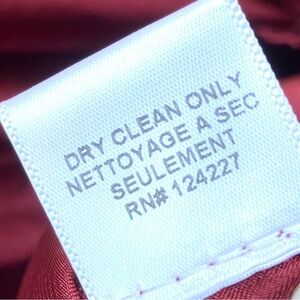 DRY CLEAN ONLY
NETTOYAGE A SEC
SEULEMENT
RN# 124227